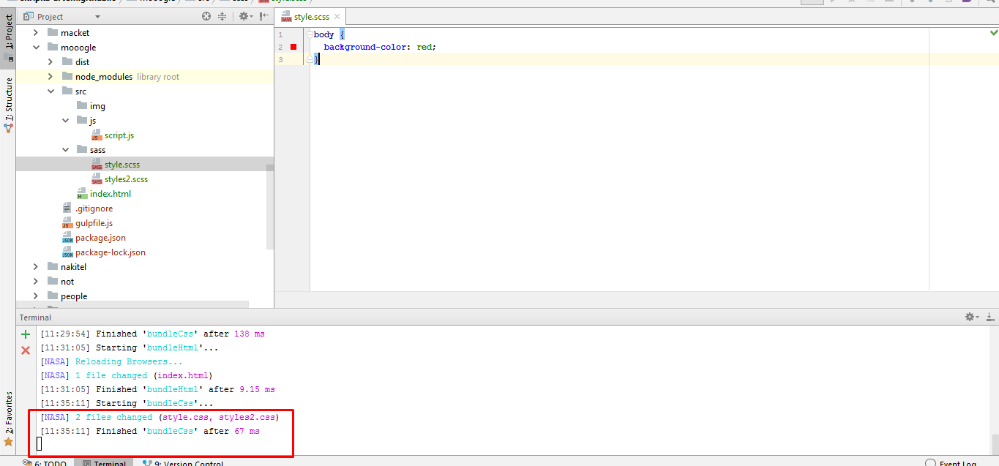 1: Project
7: Structure
2: Favorites
Project
macket
mooogle
dist
node_modules library root
src
img
js
script.js
sass
style.scss
styles2.scss
index.html
.gitignore
gulpfile.js
package.json
package-lock.json
nakitel
not
people
style.scss
1 body {
2 background-color: red;
3 }
Terminal
[11:29:54] Finished 'bundleCss' after 138 ms
[11:31:05] Starting 'bundleHtml'...
[NASA] Reloading Browsers...
[NASA] 1 file changed (index.html)
[11:31:05] Finished 'bundleHtml' after 9.15 ms
[11:35:11] Starting 'bundleCss'...
[NASA] 2 files changed (style.css, styles2.css)
[11:35:11] Finished 'bundleCss' after 67 ms
6: TODO
Terminal
9: Version Control
Event Log